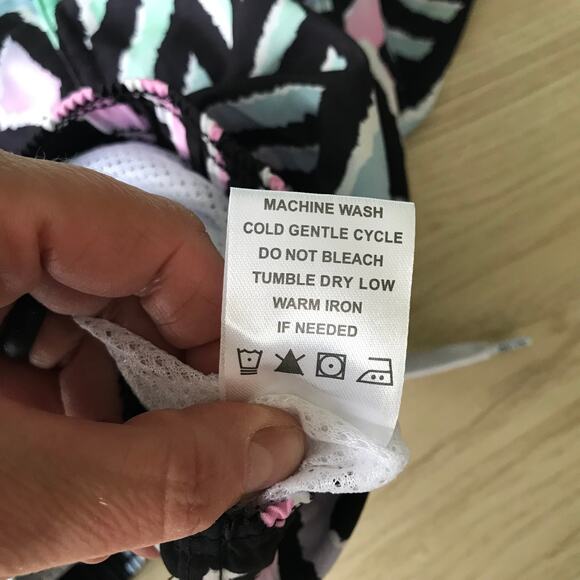 MACHINE WASH
COLD GENTLE CYCLE
DO NOT BLEACH
TUMBLE DRY LOW
WARM IRON
IF NEEDED